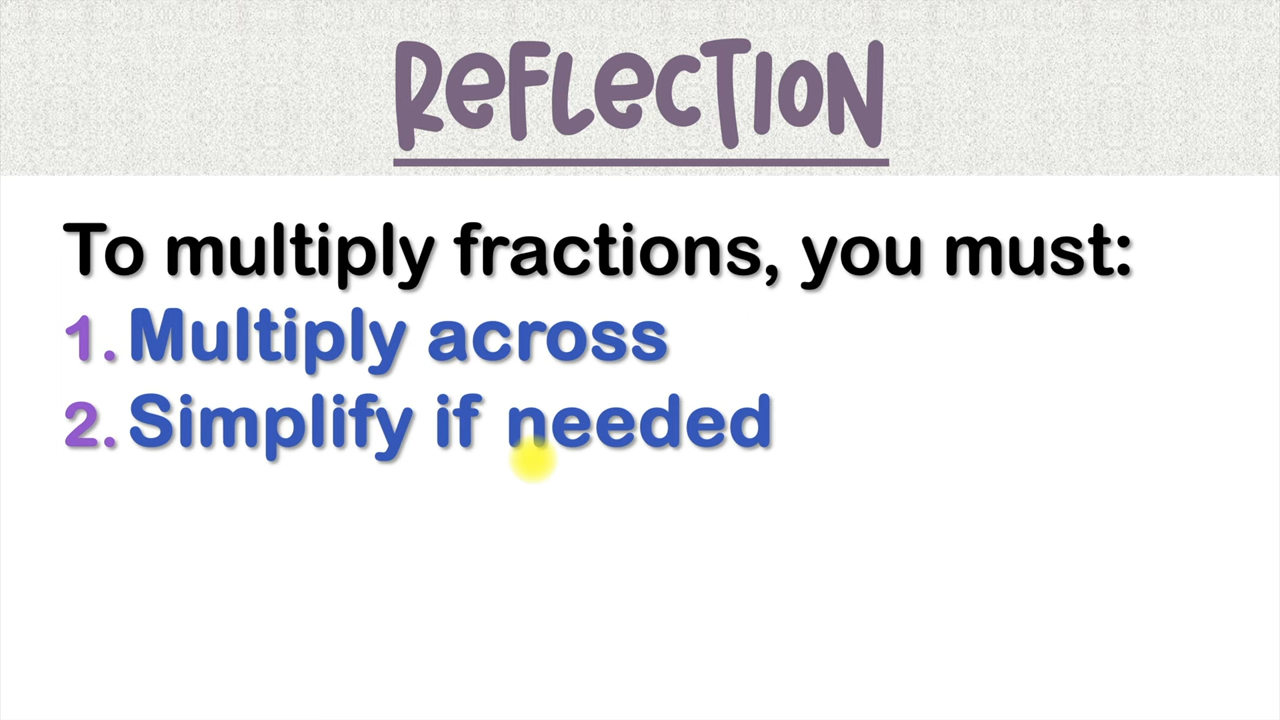 REFLECTION
To multiply fractions, you must:
1. Multiply across
2. Simplify if needed